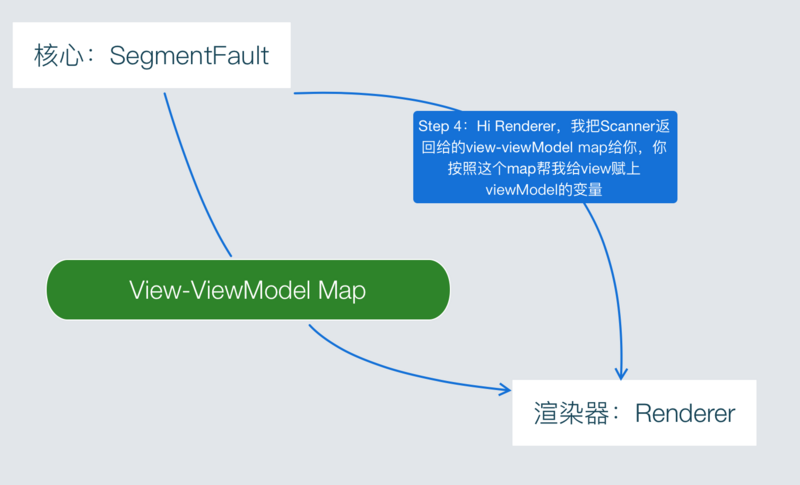 核心：SegmentFault
Step 4：Hi Renderer，我把Scanner返
回给的view-viewModel map给你，你
按照这个map帮我给view赋上
viewModel的变量
View-ViewModel Map
渲染器：Renderer